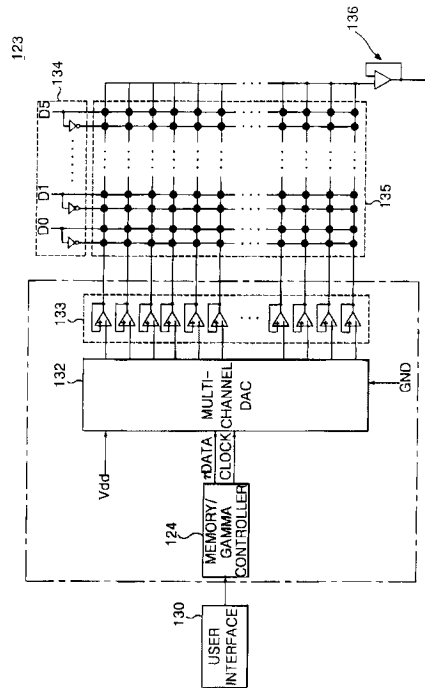 123
136
134
D5
D1
D0
135
133
132
MULTI-
CHANNEL
DAC
Vdd
GND
rDATA
CLOCK
124
MEMORY/
GAMMA
CONTROLLER
130
USER
INTERFACE